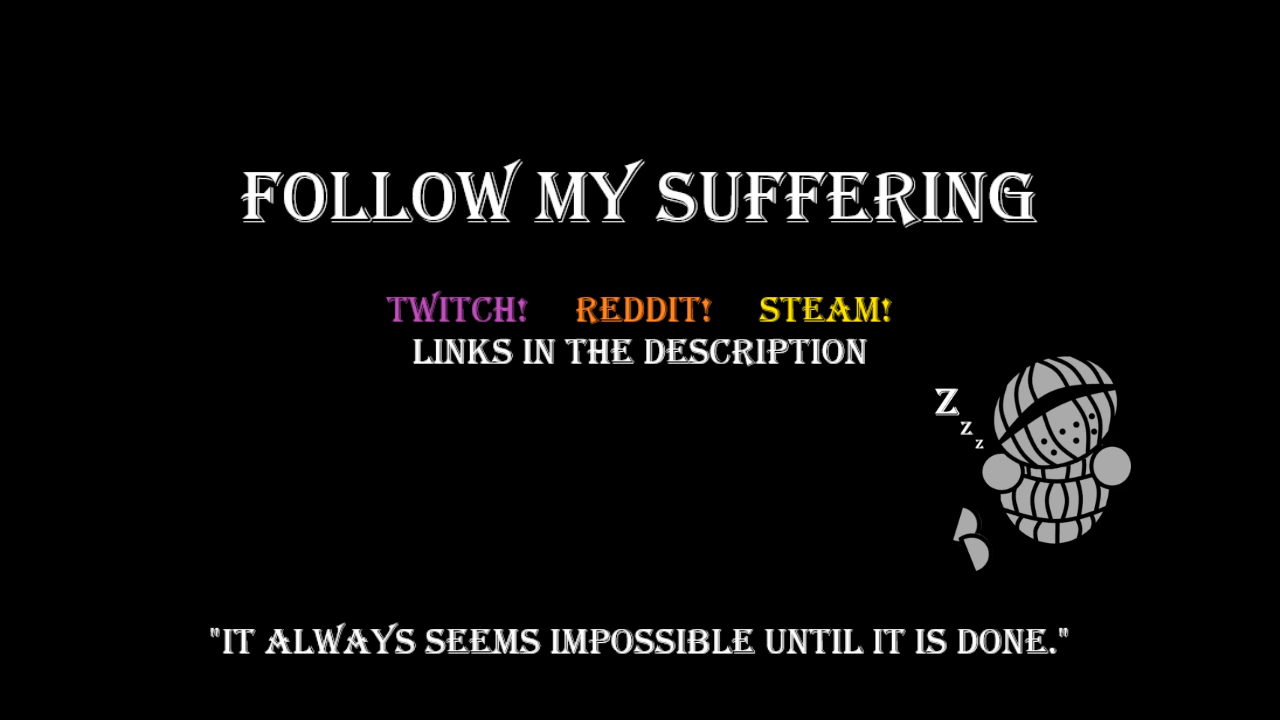 FOLLOW MY SUFFERING
TWITCH! REDDIT! STEAM!
LINKS IN THE DESCRIPTION
Z
z
z
"IT ALWAYS SEEMS IMPOSSIBLE UNTIL IT IS DONE."